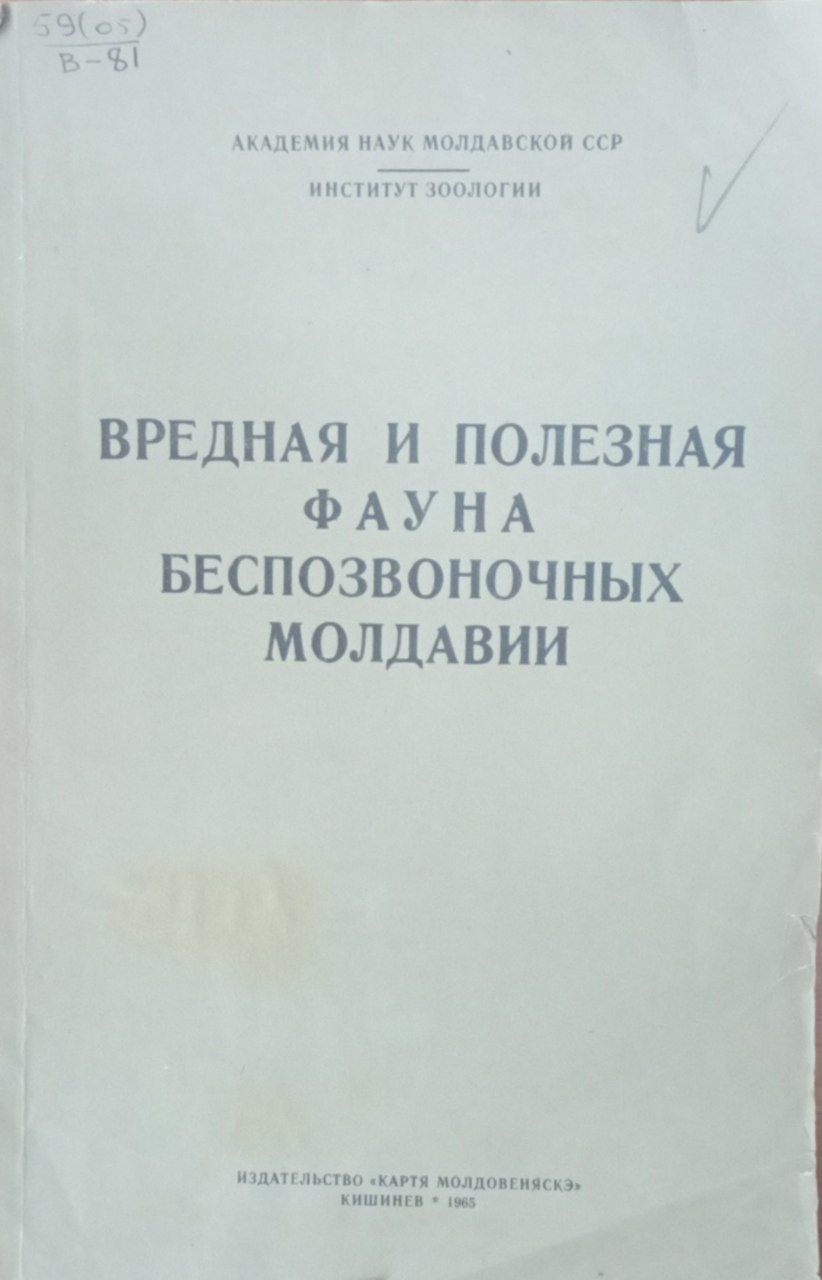 59(05)
В-81
АКАДЕМИЯ НАУК МОЛДАВСКОЙ ССР
ИНСТИТУТ ЗООЛОГИИ
ВРЕДНАЯ И ПОЛЕЗНАЯ
ФАУНА
БЕСПОЗВОНОЧНЫХ
МОЛДАВИИ
ИЗДАТЕЛЬСТВО «КАРТЯ МОЛДОВЕНЯСКЭ»
КИШИНЕВ * 1965